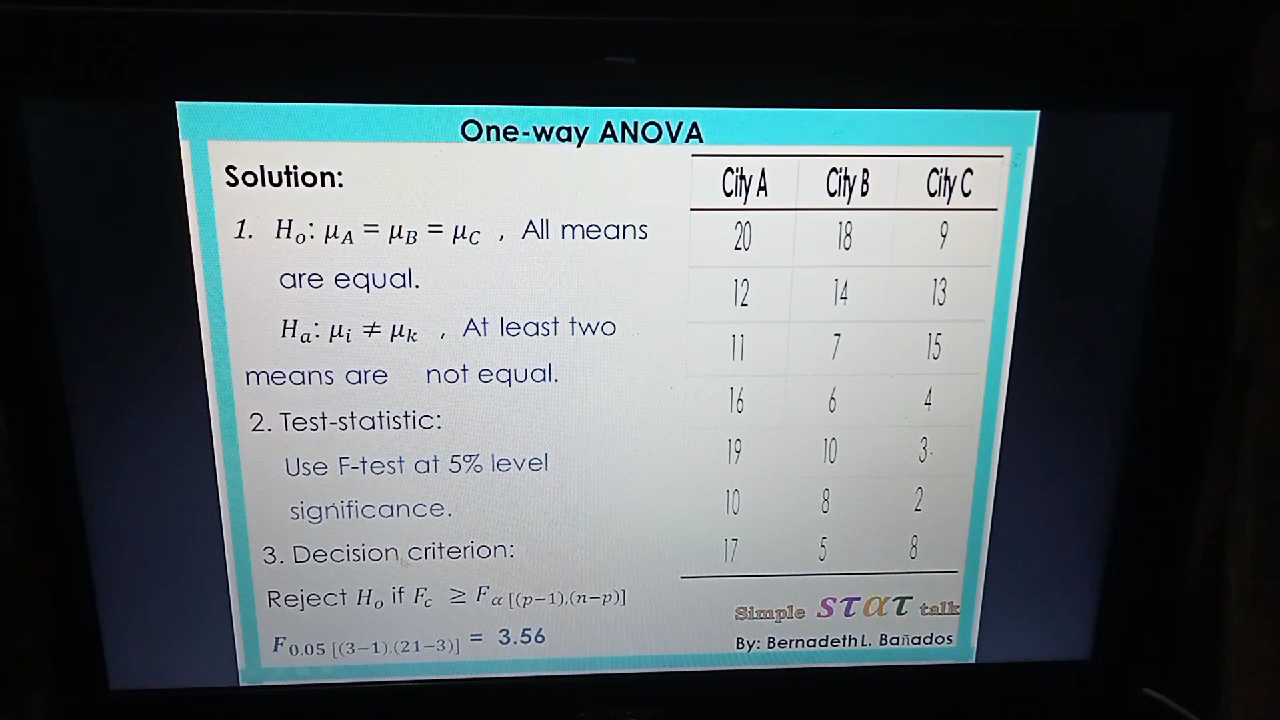 One-way ANOVA
Solution:
1. Hₒ: μA = μB = μC , All means
are equal.
Hₐ: μᵢ ≠ μₖ , At least two
means are not equal.
2. Test-statistic:
Use F-test at 5% level
significance.
3. Decision criterion:
Reject Hₒ if F꜀ ≥ Fα [(p−1),(n−p)]
F0.05 [(3−1),(21−3)] = 3.56
City A City B City C
20 18 9
12 14 13
11 7 15
16 6 4
19 10 3
10 8 2
17 5 8
Simple STαT talk
By: Bernadeth L. Bañados